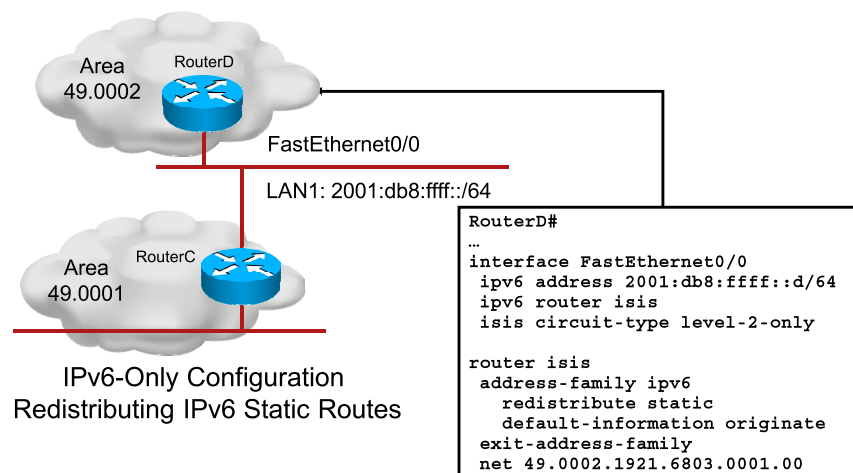 Area
49.0002
RouterD
FastEthernet0/0
LAN1: 2001:db8:ffff::/64
RouterC
Area
49.0001
IPv6-Only Configuration
Redistributing IPv6 Static Routes
RouterD#
…
interface FastEthernet0/0
ipv6 address 2001:db8:ffff::d/64
ipv6 router isis
isis circuit-type level-2-only
router isis
address-family ipv6
redistribute static
default-information originate
exit-address-family
net 49.0002.1921.6803.0001.00